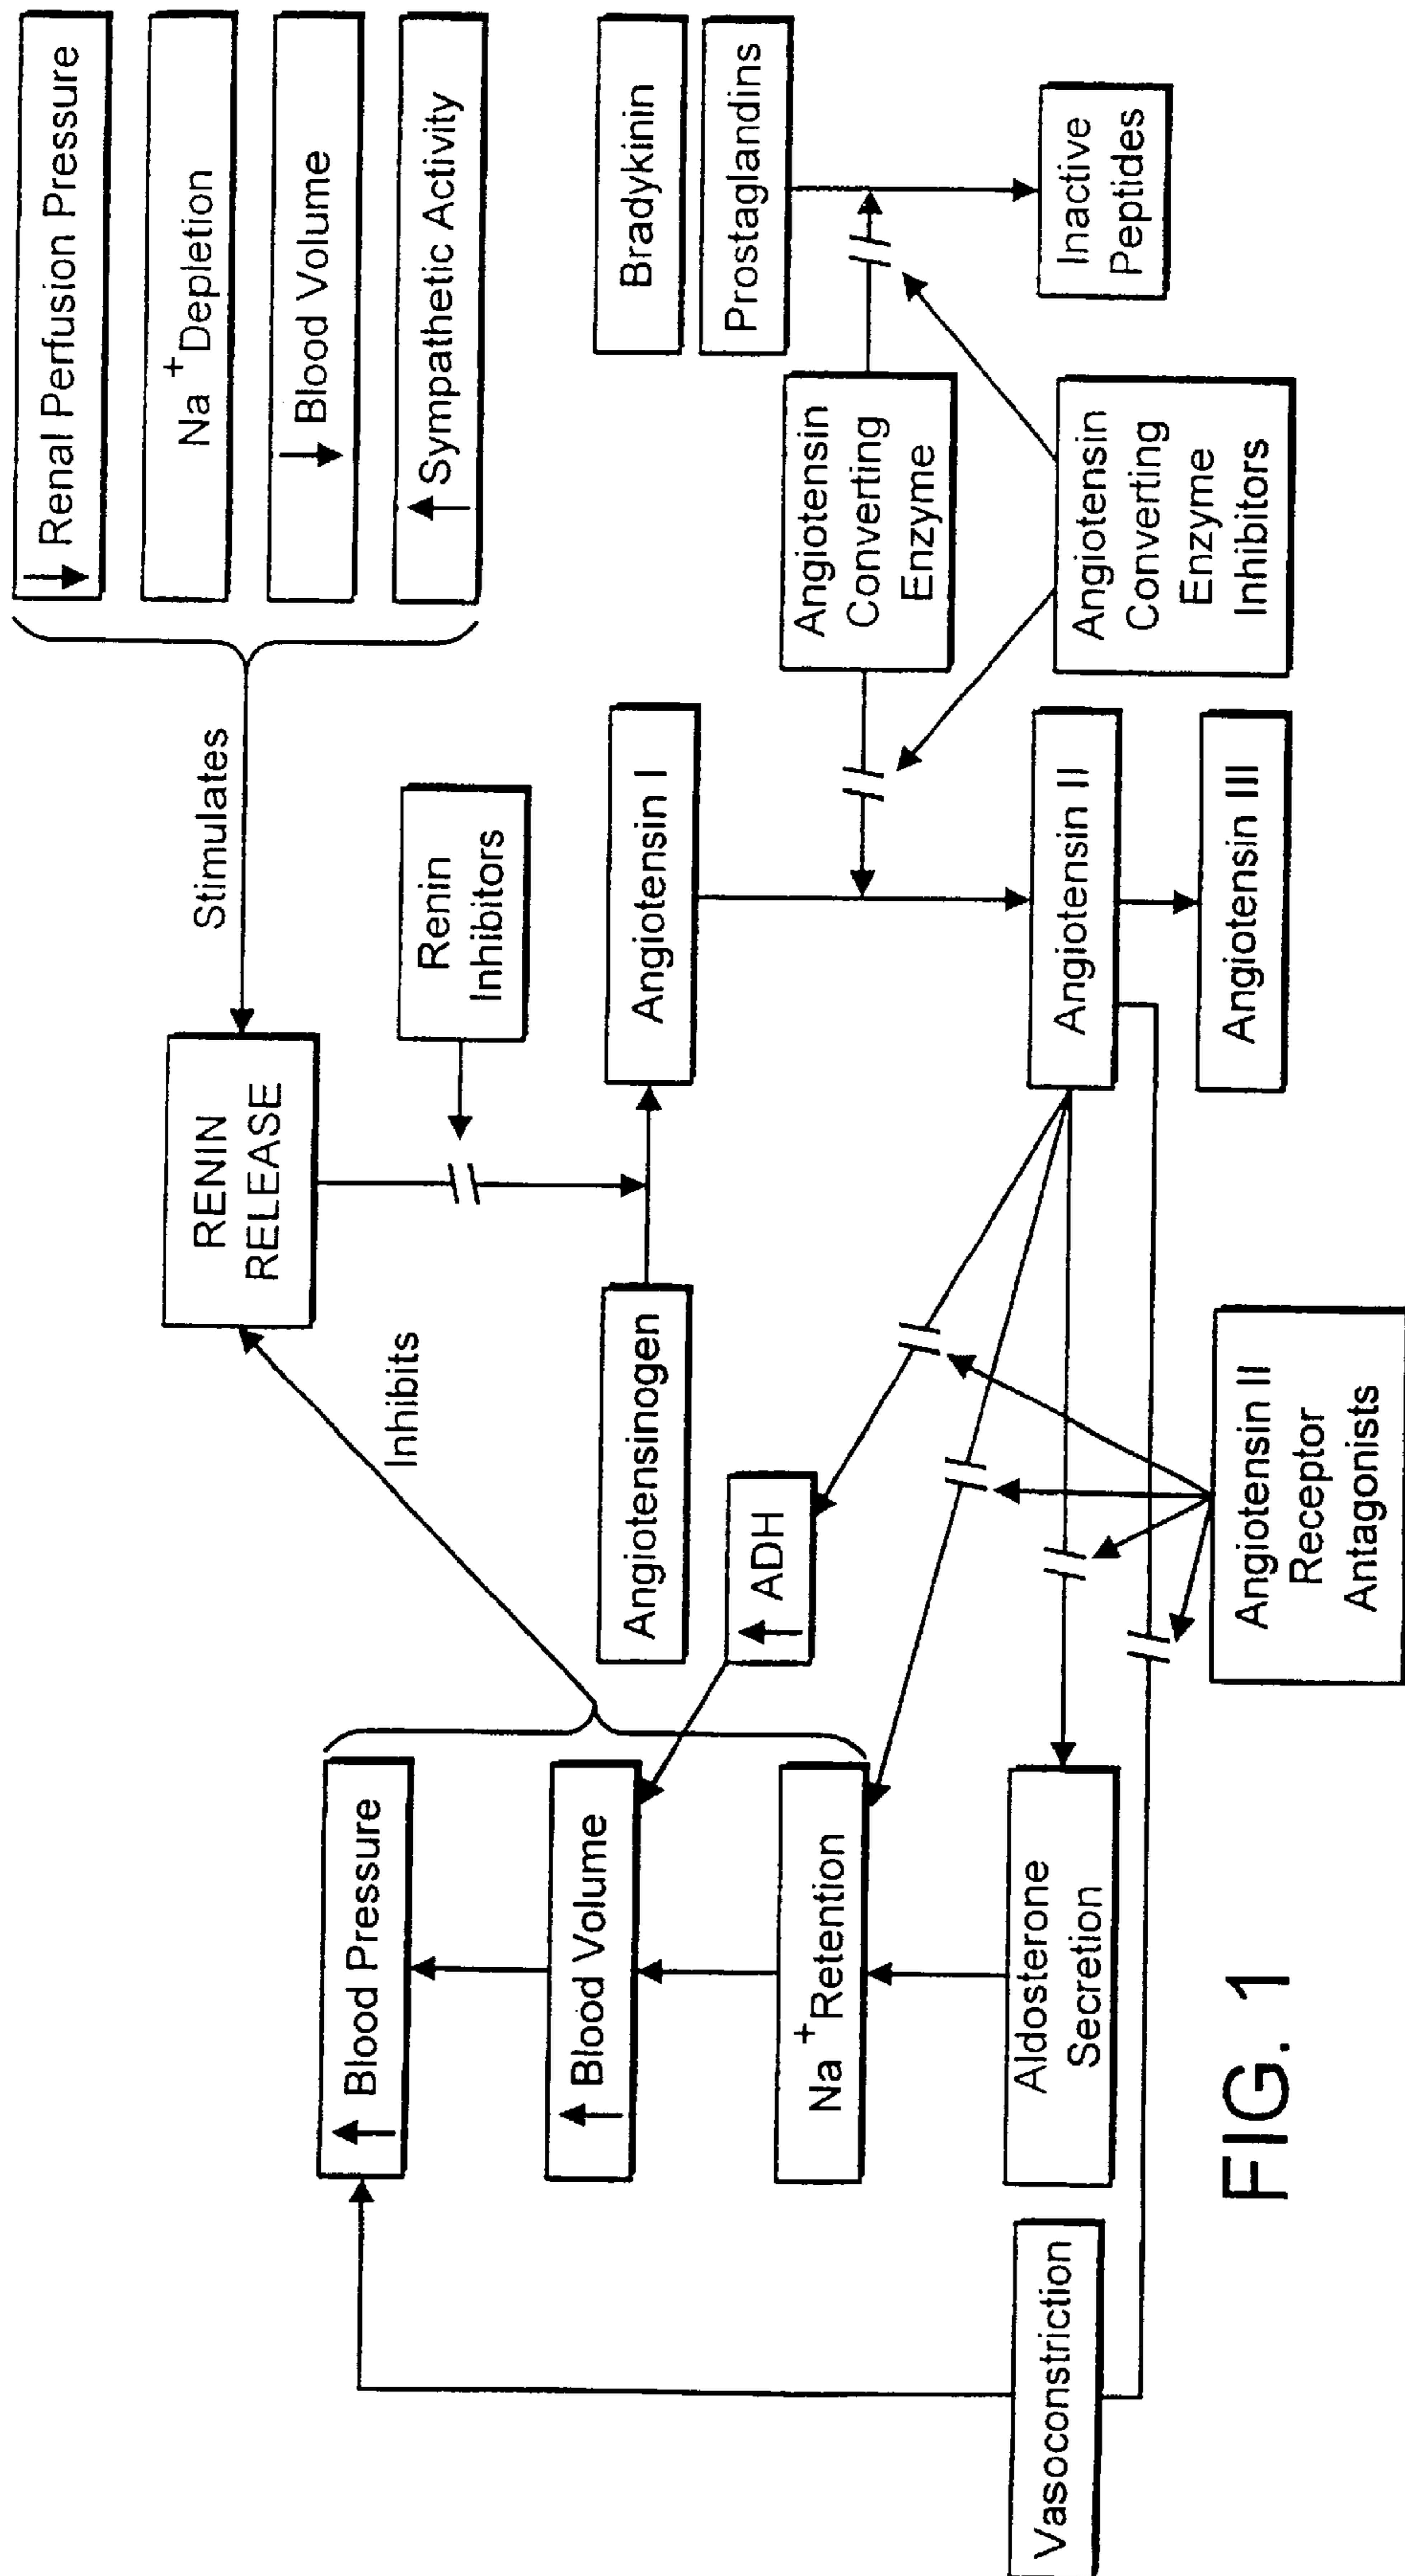 ↓ Renal Perfusion Pressure
Na + Depletion
↓ Blood Volume
↑ Sympathetic Activity
Stimulates
RENIN
RELEASE
Inhibits
Renin
Inhibitors
↑ Blood Pressure
↑ Blood Volume
Na + Retention
Aldosterone
Secretion
Vasoconstriction
Angiotensinogen
Angiotensin I
↑ ADH
Bradykinin
Prostaglandins
Angiotensin
Converting
Enzyme
Inactive
Peptides
Angiotensin
Converting
Enzyme
Inhibitors
Angiotensin II
Angiotensin III
Angiotensin II
Receptor
Antagonists
FIG. 1